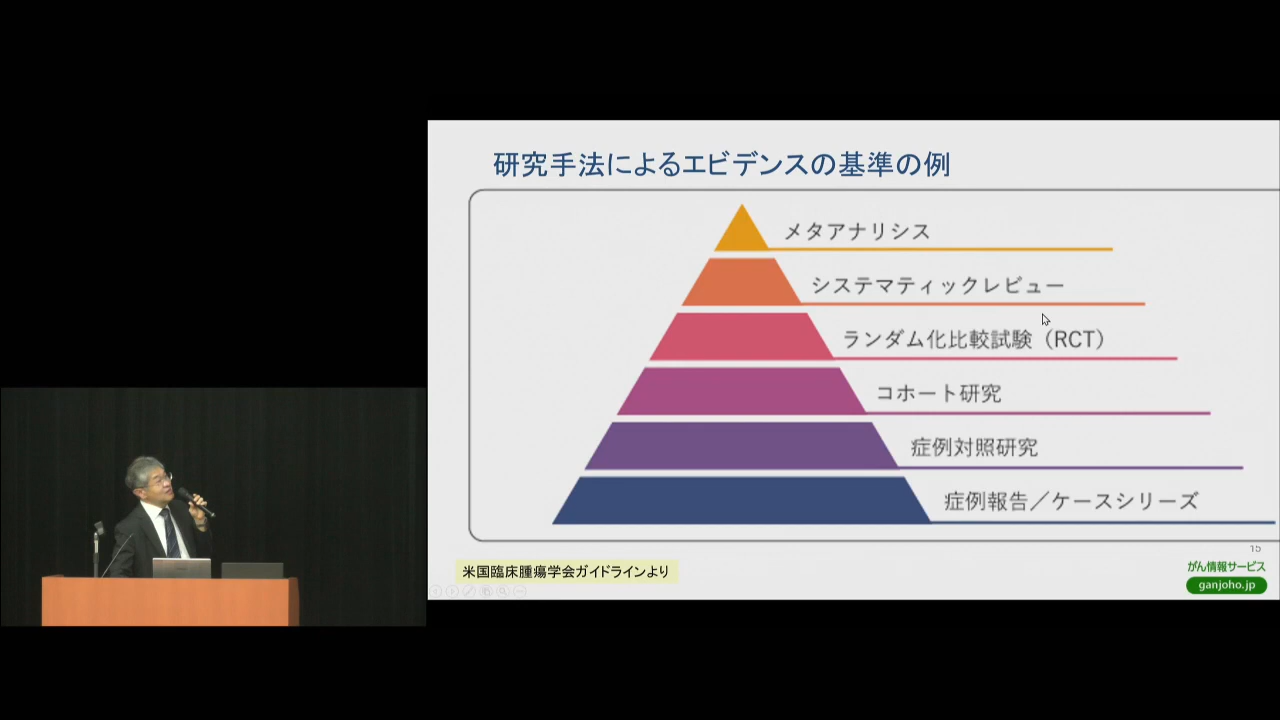 研究手法によるエビデンスの基準の例
メタアナリシス
システマティックレビュー
ランダム化比較試験（RCT）
コホート研究
症例対照研究
症例報告／ケースシリーズ
15
米国臨床腫瘍学会ガイドラインより
がん情報サービス
ganjoho.jp